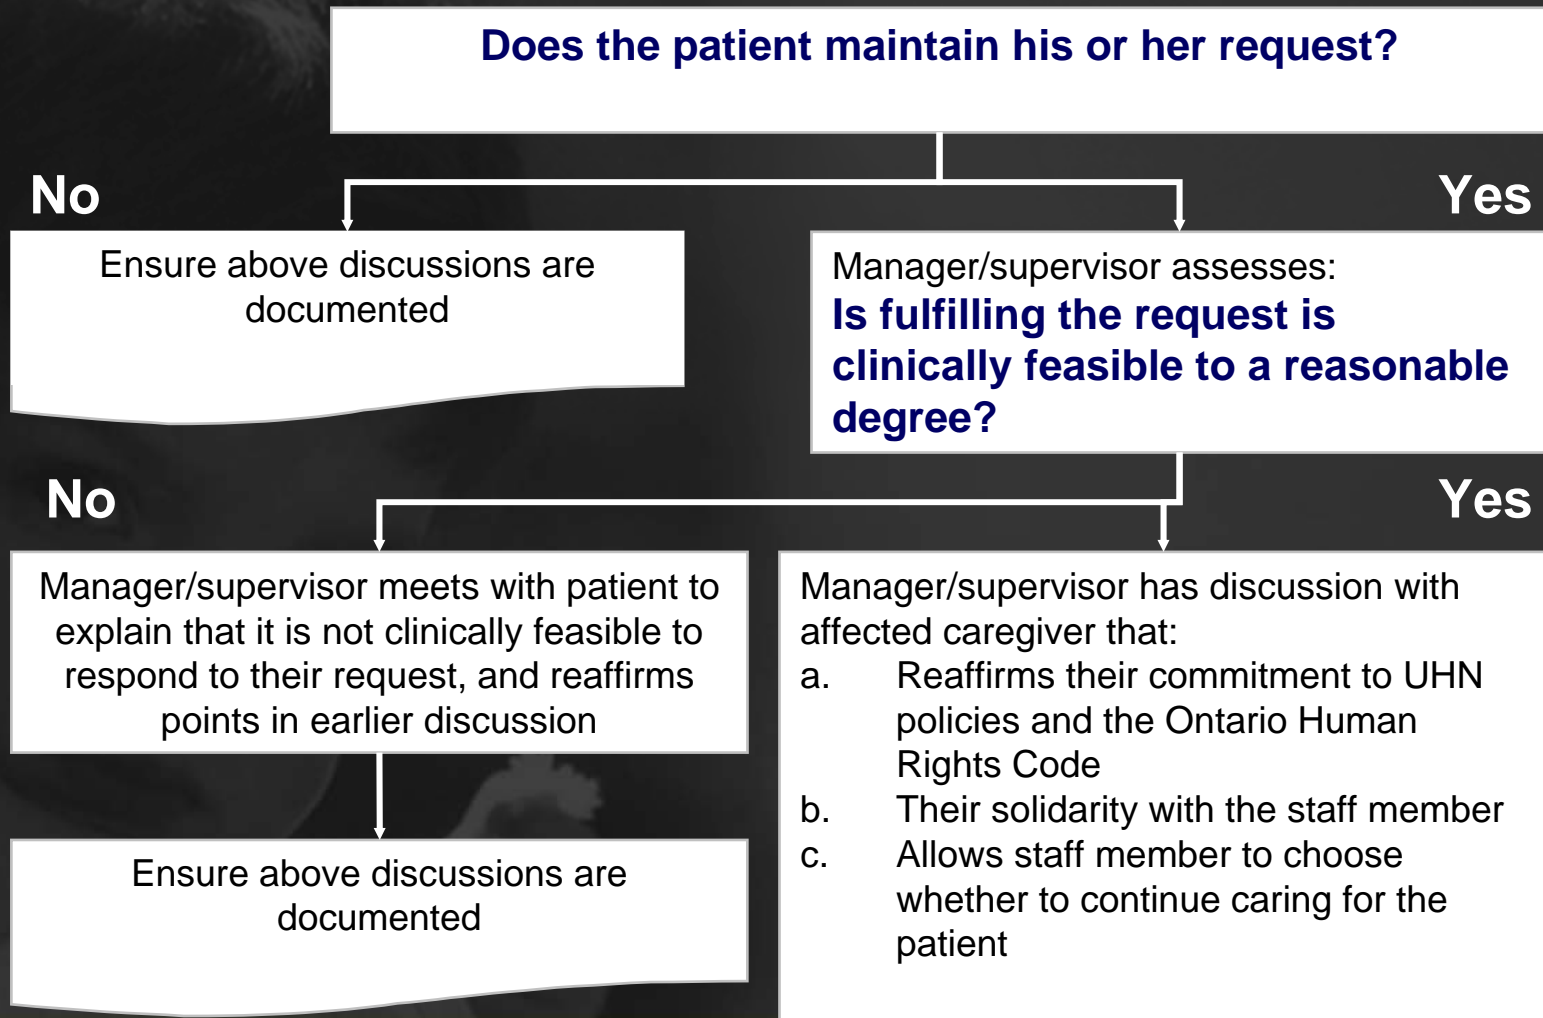 Does the patient maintain his or her request?
No
Yes
Ensure above discussions are
documented
Manager/supervisor assesses:
Is fulfilling the request is
clinically feasible to a reasonable
degree?
No
Yes
Manager/supervisor meets with patient to
explain that it is not clinically feasible to
respond to their request, and reaffirms
points in earlier discussion
Manager/supervisor has discussion with
affected caregiver that:
a. Reaffirms their commitment to UHN
policies and the Ontario Human
Rights Code
b. Their solidarity with the staff member
c. Allows staff member to choose
whether to continue caring for the
patient
Ensure above discussions are
documented